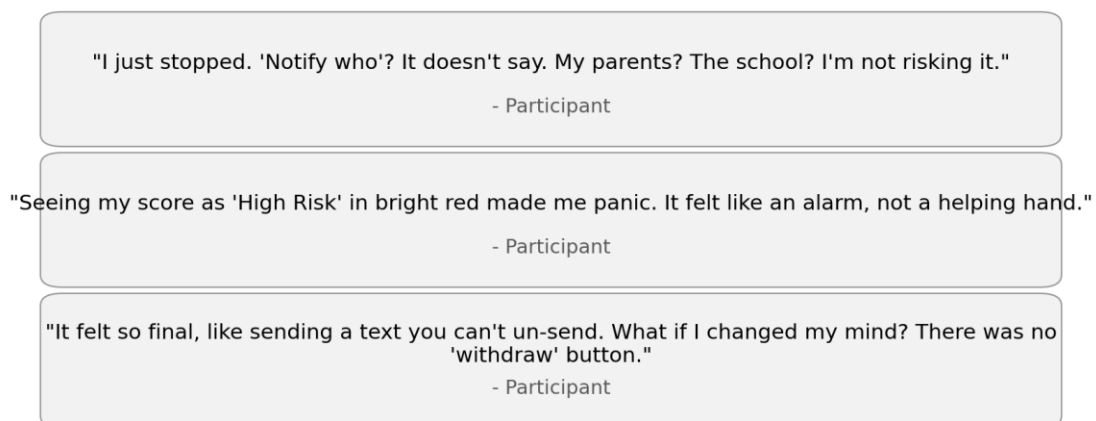 "I just stopped. 'Notify who'? It doesn't say. My parents? The school? I'm not risking it."
- Participant
"Seeing my score as 'High Risk' in bright red made me panic. It felt like an alarm, not a helping hand."
- Participant
"It felt so final, like sending a text you can't un-send. What if I changed my mind? There was no
'withdraw' button."
- Participant